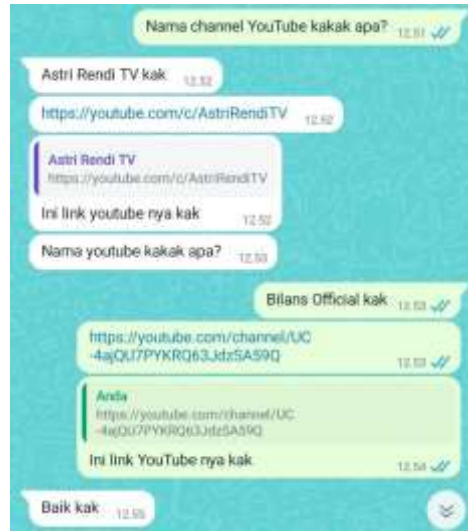 Nama channel YouTube kakak apa? 12.51
Astri Rendi TV kak 12.52
https://youtube.com/c/AstriRendiTV 12.52
Astri Rendi TV
https://youtube.com/c/AstriRendiTV
Ini link youtube nya kak 12.52
Nama youtube kakak apa? 12.53
Bilans Official kak 12.53
https://youtube.com/channel/UC
-4ajQU7PYKRQ63JdzSA59Q 12.53
Anda
https://youtube.com/channel/UC
-4ajQU7PYKRQ63JdzSA59Q
Ini link YouTube nya kak 12.54
Baik kak 12.55